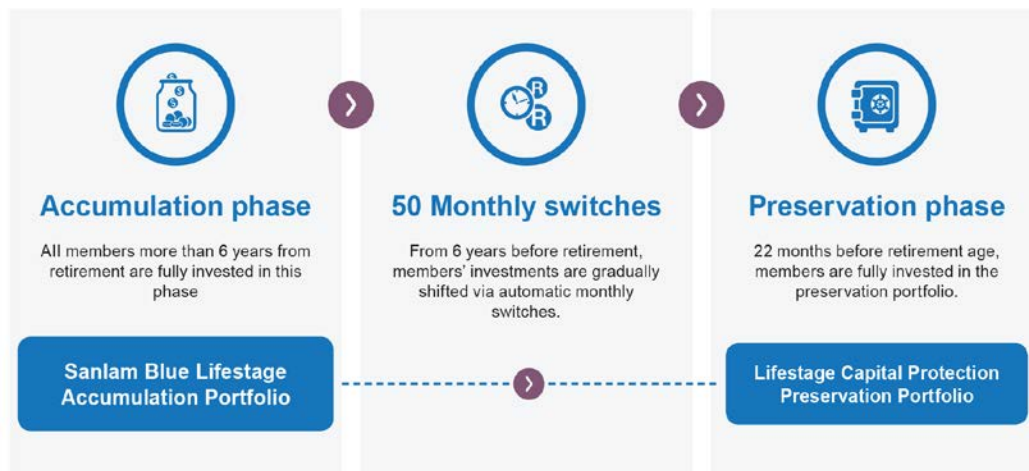 Accumulation phase
All members more than 6 years from
retirement are fully invested in this
phase
Sanlam Blue Lifestage
Accumulation Portfolio
50 Monthly switches
From 6 years before retirement,
members' investments are gradually
shifted via automatic monthly
switches.
Preservation phase
22 months before retirement age,
members are fully invested in the
preservation portfolio.
Lifestage Capital Protection
Preservation Portfolio